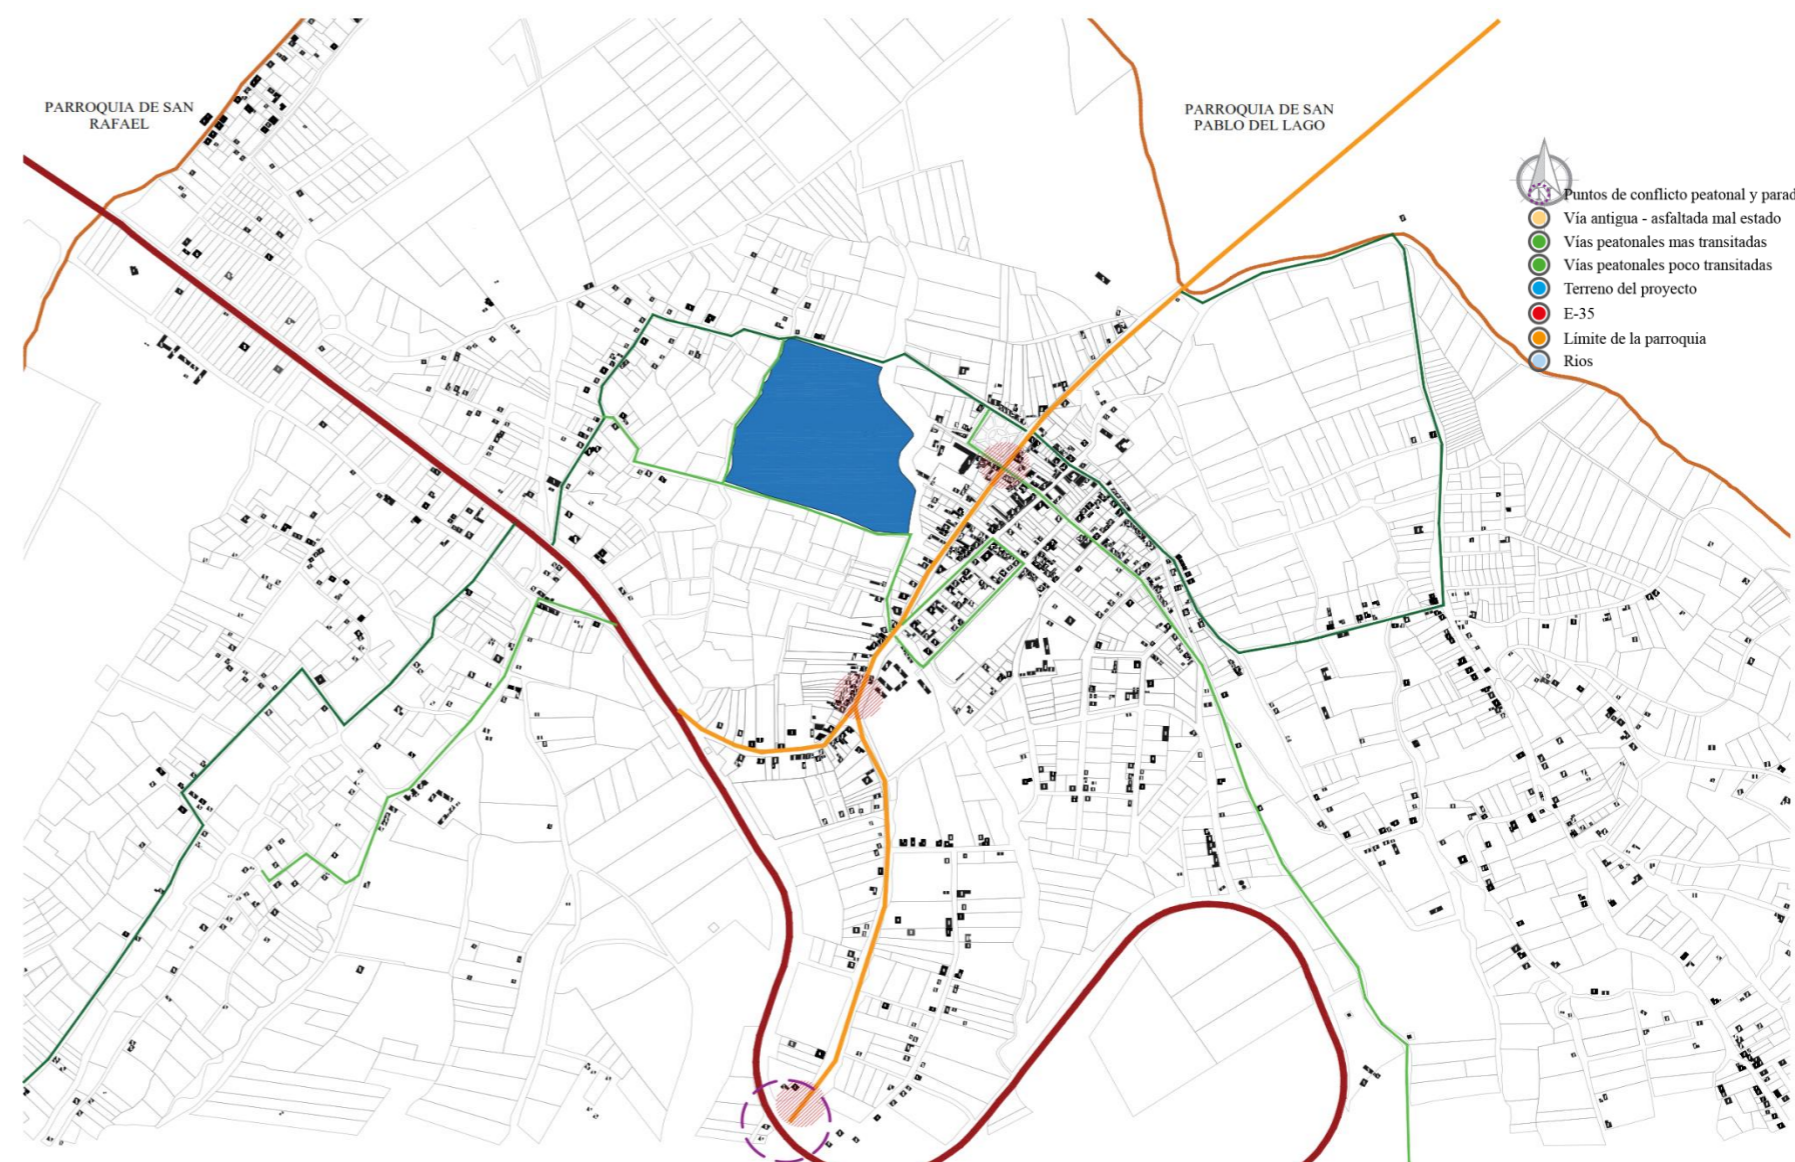 PARROQUIA DE SAN
RAFAEL
PARROQUIA DE SAN
PABLO DEL LAGO
N
Puntos de conflicto peatonal y parad
Vía antigua - asfaltada mal estado
Vías peatonales mas transitadas
Vías peatonales poco transitadas
Terreno del proyecto
E-35
Límite de la parroquia
Rios